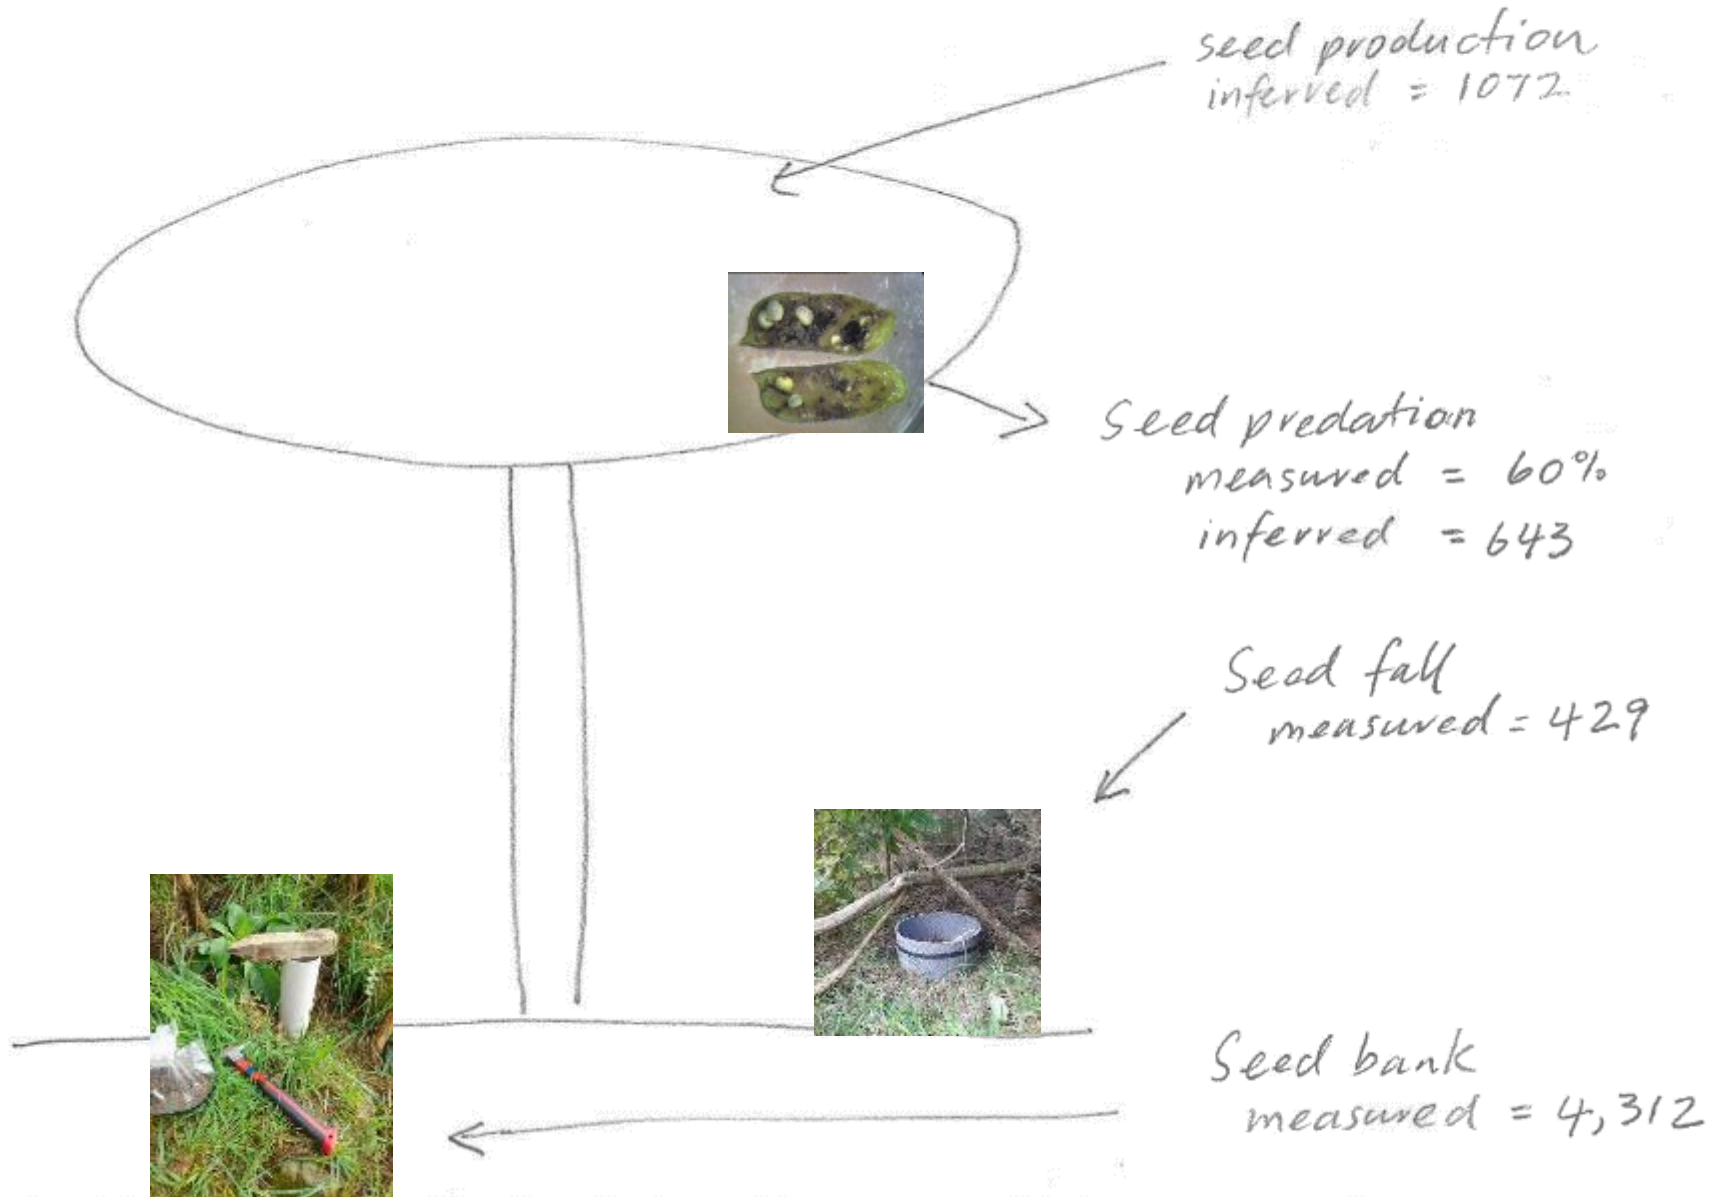 seed production
inferred = 1072
Seed predation
measured = 60%
inferred = 643
Seed fall
measured = 429
Seed bank
measured = 4,312